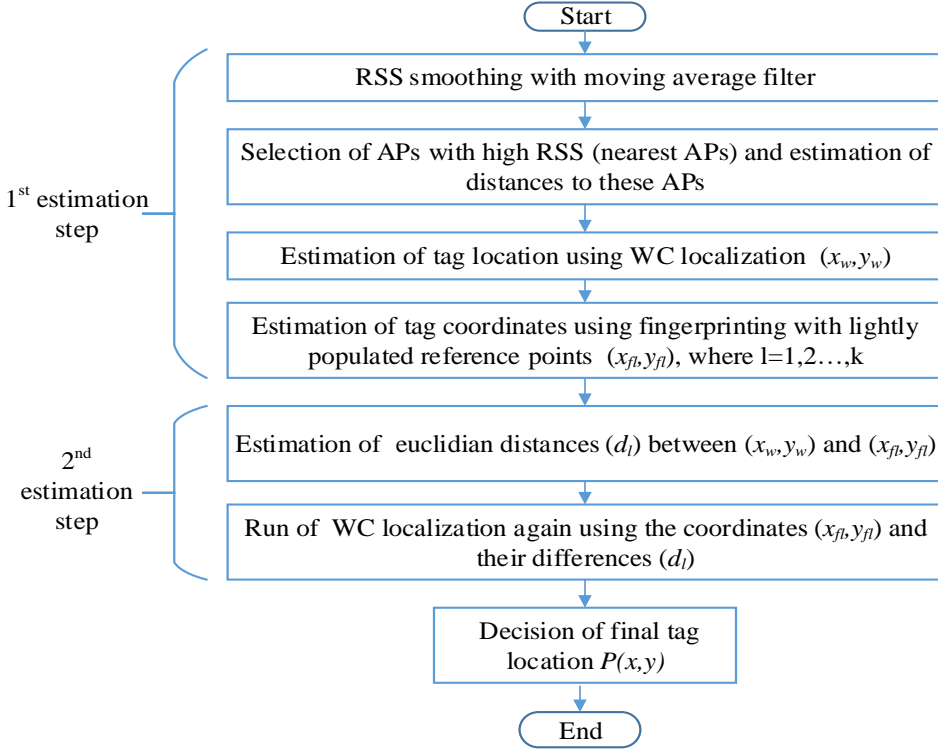 Start
RSS smoothing with moving average filter
Selection of APs with high RSS (nearest APs) and estimation of
distances to these APs
1st estimation
step
Estimation of tag location using WC localization (xw,yw)
Estimation of tag coordinates using fingerprinting with lightly
populated reference points (xfl,yfl), where l=1,2…,k
2nd
estimation
step
Estimation of euclidian distances (dl) between (xw,yw) and (xfl,yfl)
Run of WC localization again using the coordinates (xfl,yfl) and
their differences (dl)
Decision of final tag
location P(x,y)
End